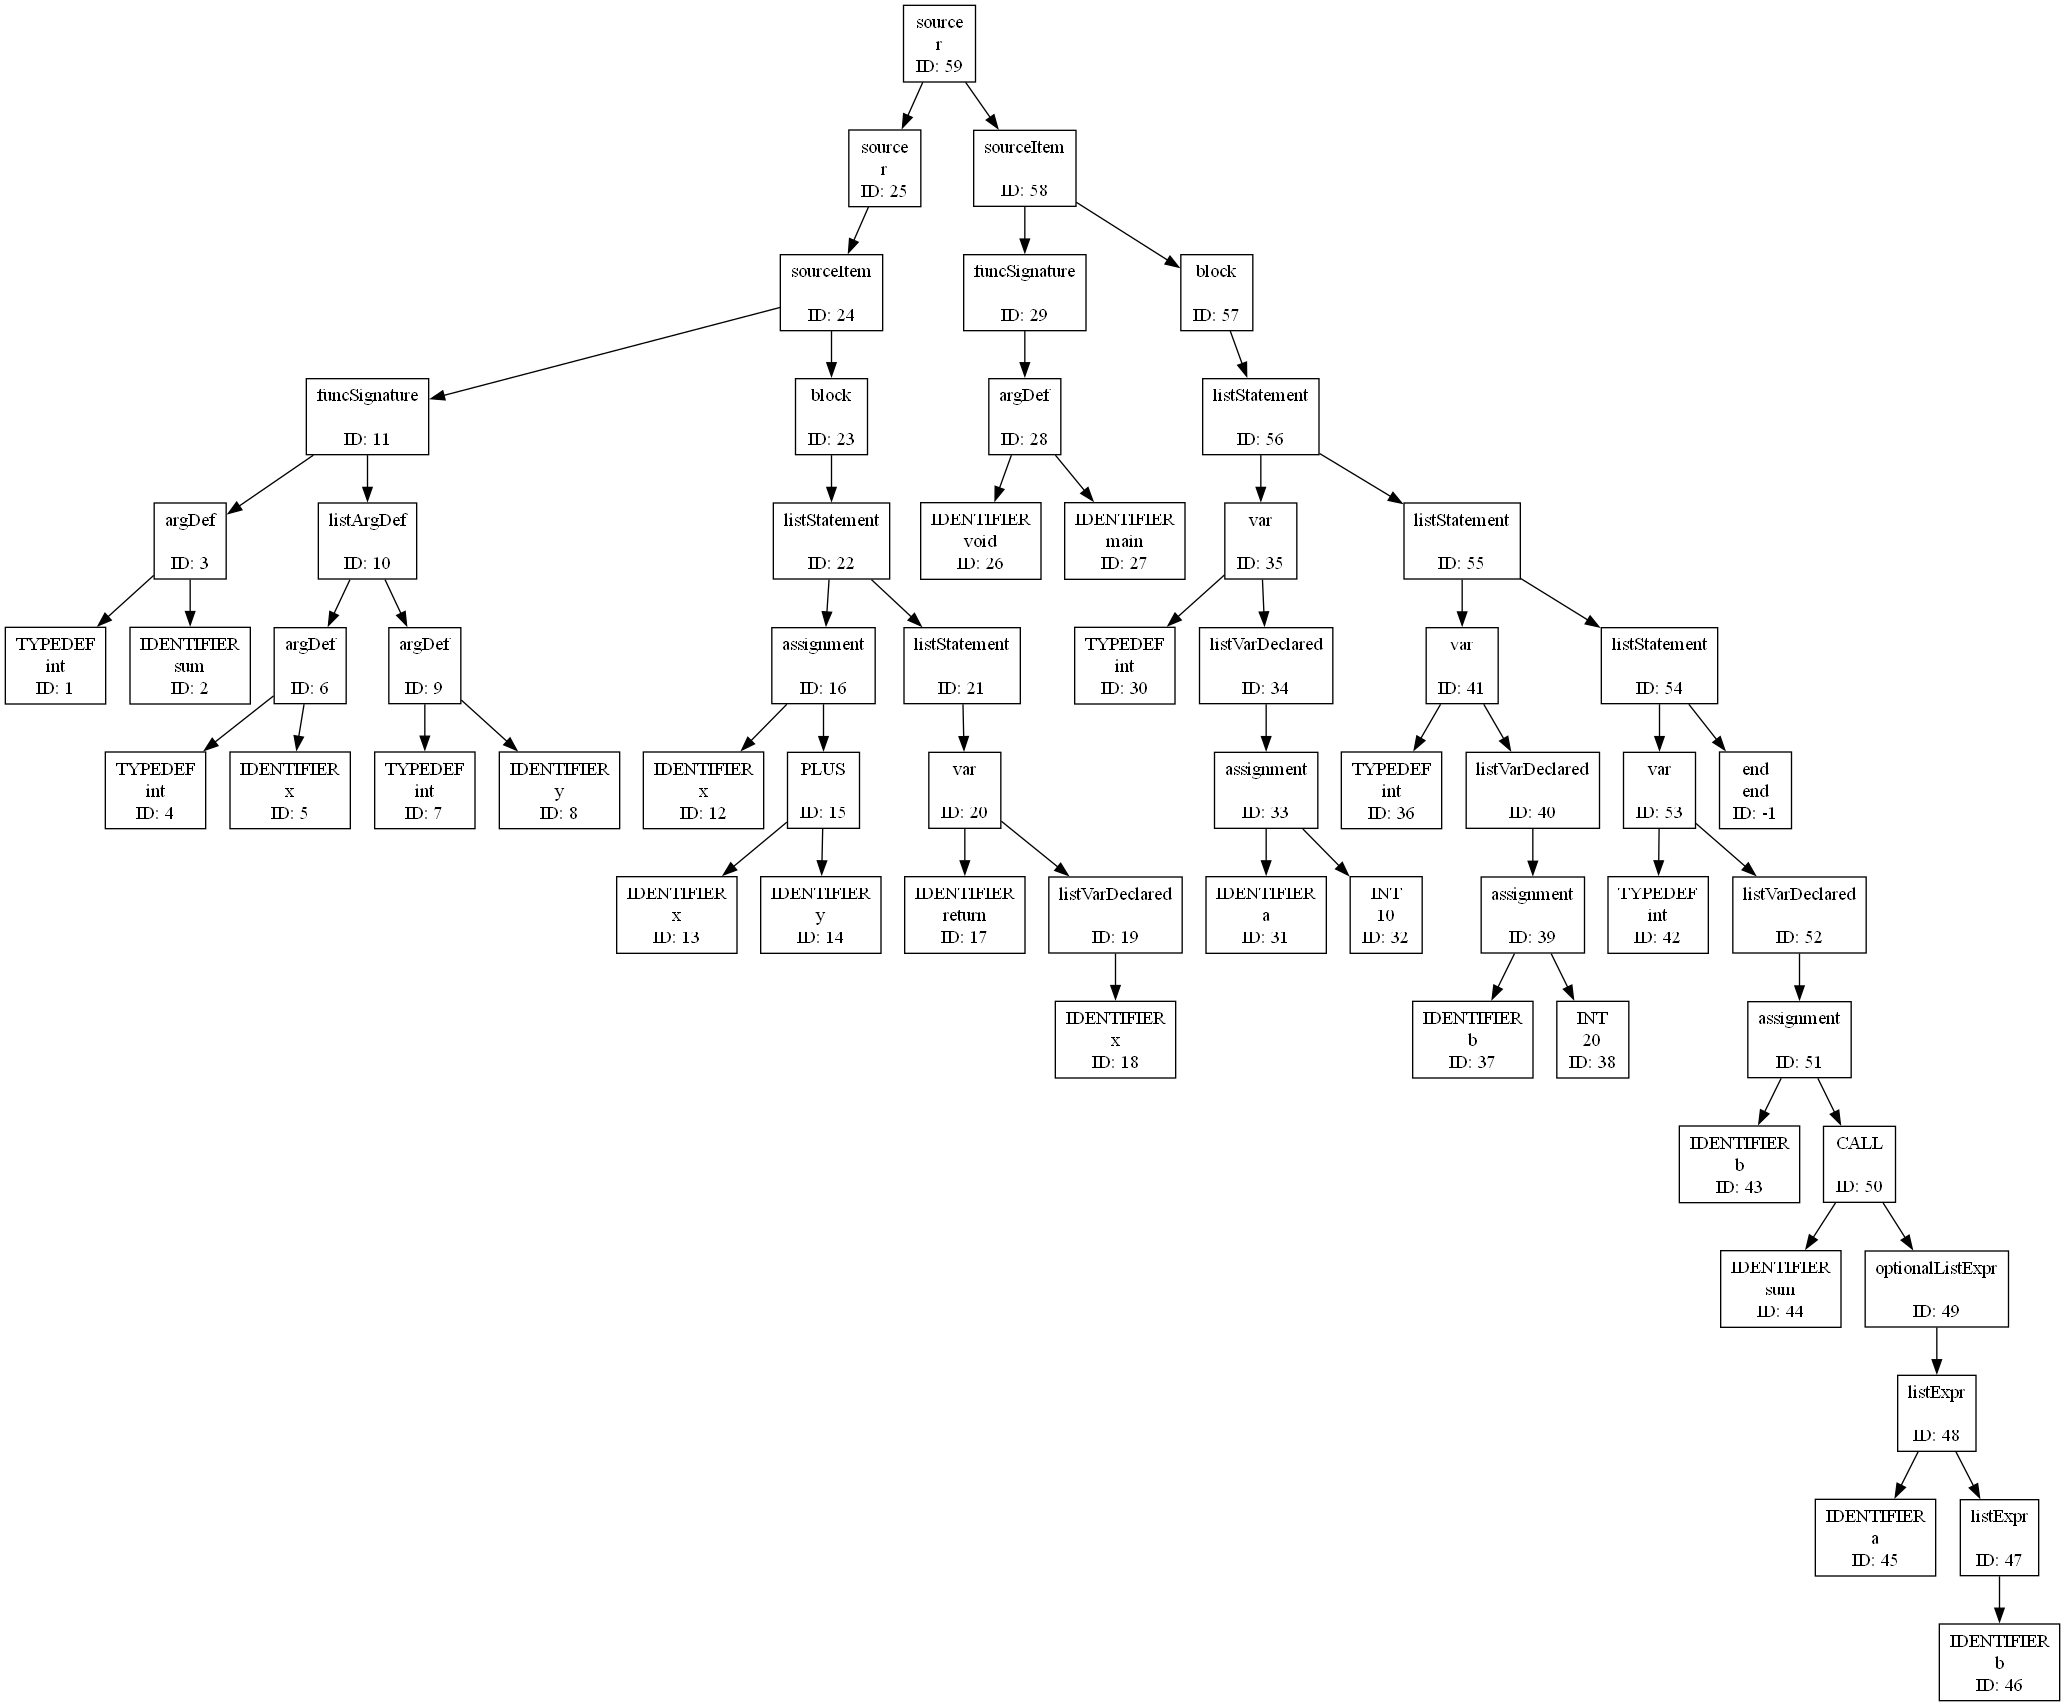 source
r
ID: 59
source
r
ID: 25
sourceItem
ID: 58
sourceItem
ID: 24
funcSignature
ID: 29
block
ID: 57
funcSignature
ID: 11
block
ID: 23
argDef
ID: 28
listStatement
ID: 56
argDef
ID: 3
listArgDef
ID: 10
listStatement
ID: 22
IDENTIFIER
void
ID: 26
IDENTIFIER
main
ID: 27
var
ID: 35
listStatement
ID: 55
TYPEDEF
int
ID: 1
IDENTIFIER
sum
ID: 2
argDef
ID: 6
argDef
ID: 9
assignment
ID: 16
listStatement
ID: 21
TYPEDEF
int
ID: 30
listVarDeclared
ID: 34
var
ID: 41
listStatement
ID: 54
TYPEDEF
int
ID: 4
IDENTIFIER
x
ID: 5
TYPEDEF
int
ID: 7
IDENTIFIER
y
ID: 8
IDENTIFIER
x
ID: 12
PLUS
ID: 15
var
ID: 20
assignment
ID: 33
TYPEDEF
int
ID: 36
listVarDeclared
ID: 40
var
ID: 53
end
end
ID: -1
IDENTIFIER
x
ID: 13
IDENTIFIER
y
ID: 14
IDENTIFIER
return
ID: 17
listVarDeclared
ID: 19
IDENTIFIER
a
ID: 31
INT
10
ID: 32
assignment
ID: 39
TYPEDEF
int
ID: 42
listVarDeclared
ID: 52
IDENTIFIER
x
ID: 18
IDENTIFIER
b
ID: 37
INT
20
ID: 38
assignment
ID: 51
IDENTIFIER
b
ID: 43
CALL
ID: 50
IDENTIFIER
sum
ID: 44
optionalListExpr
ID: 49
listExpr
ID: 48
IDENTIFIER
a
ID: 45
listExpr
ID: 47
IDENTIFIER
b
ID: 46